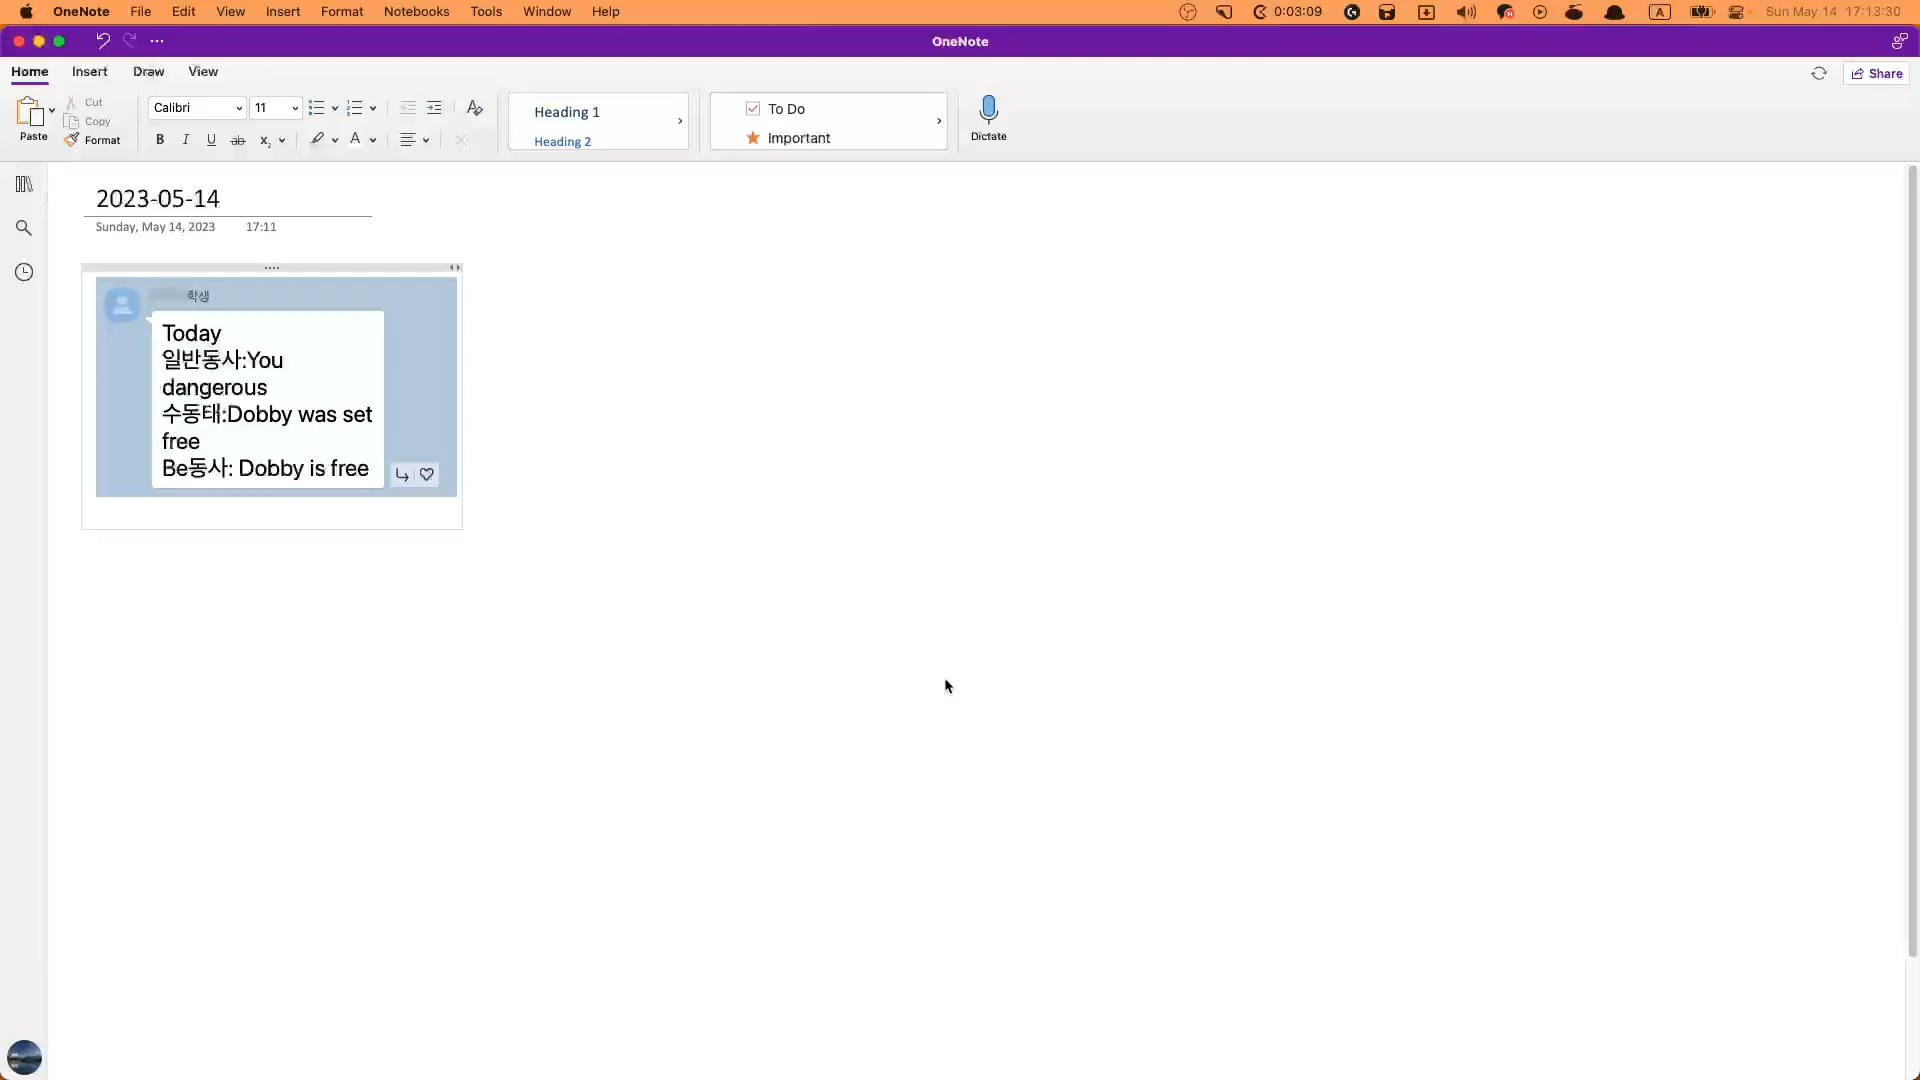 OneNote File Edit View Insert Format Notebooks Tools Window Help 0:03:09 A Sun May 14 17:13:30
OneNote
Home Insert Draw View Share
Paste Cut Copy Format
Calibri 11
B I U ab x₂ A
Heading 1
Heading 2
To Do
Important
Dictate
2023-05-14
Sunday, May 14, 2023 17:11
학생
Today
일반동사:You
dangerous
수동태:Dobby was set
free
Be동사: Dobby is free